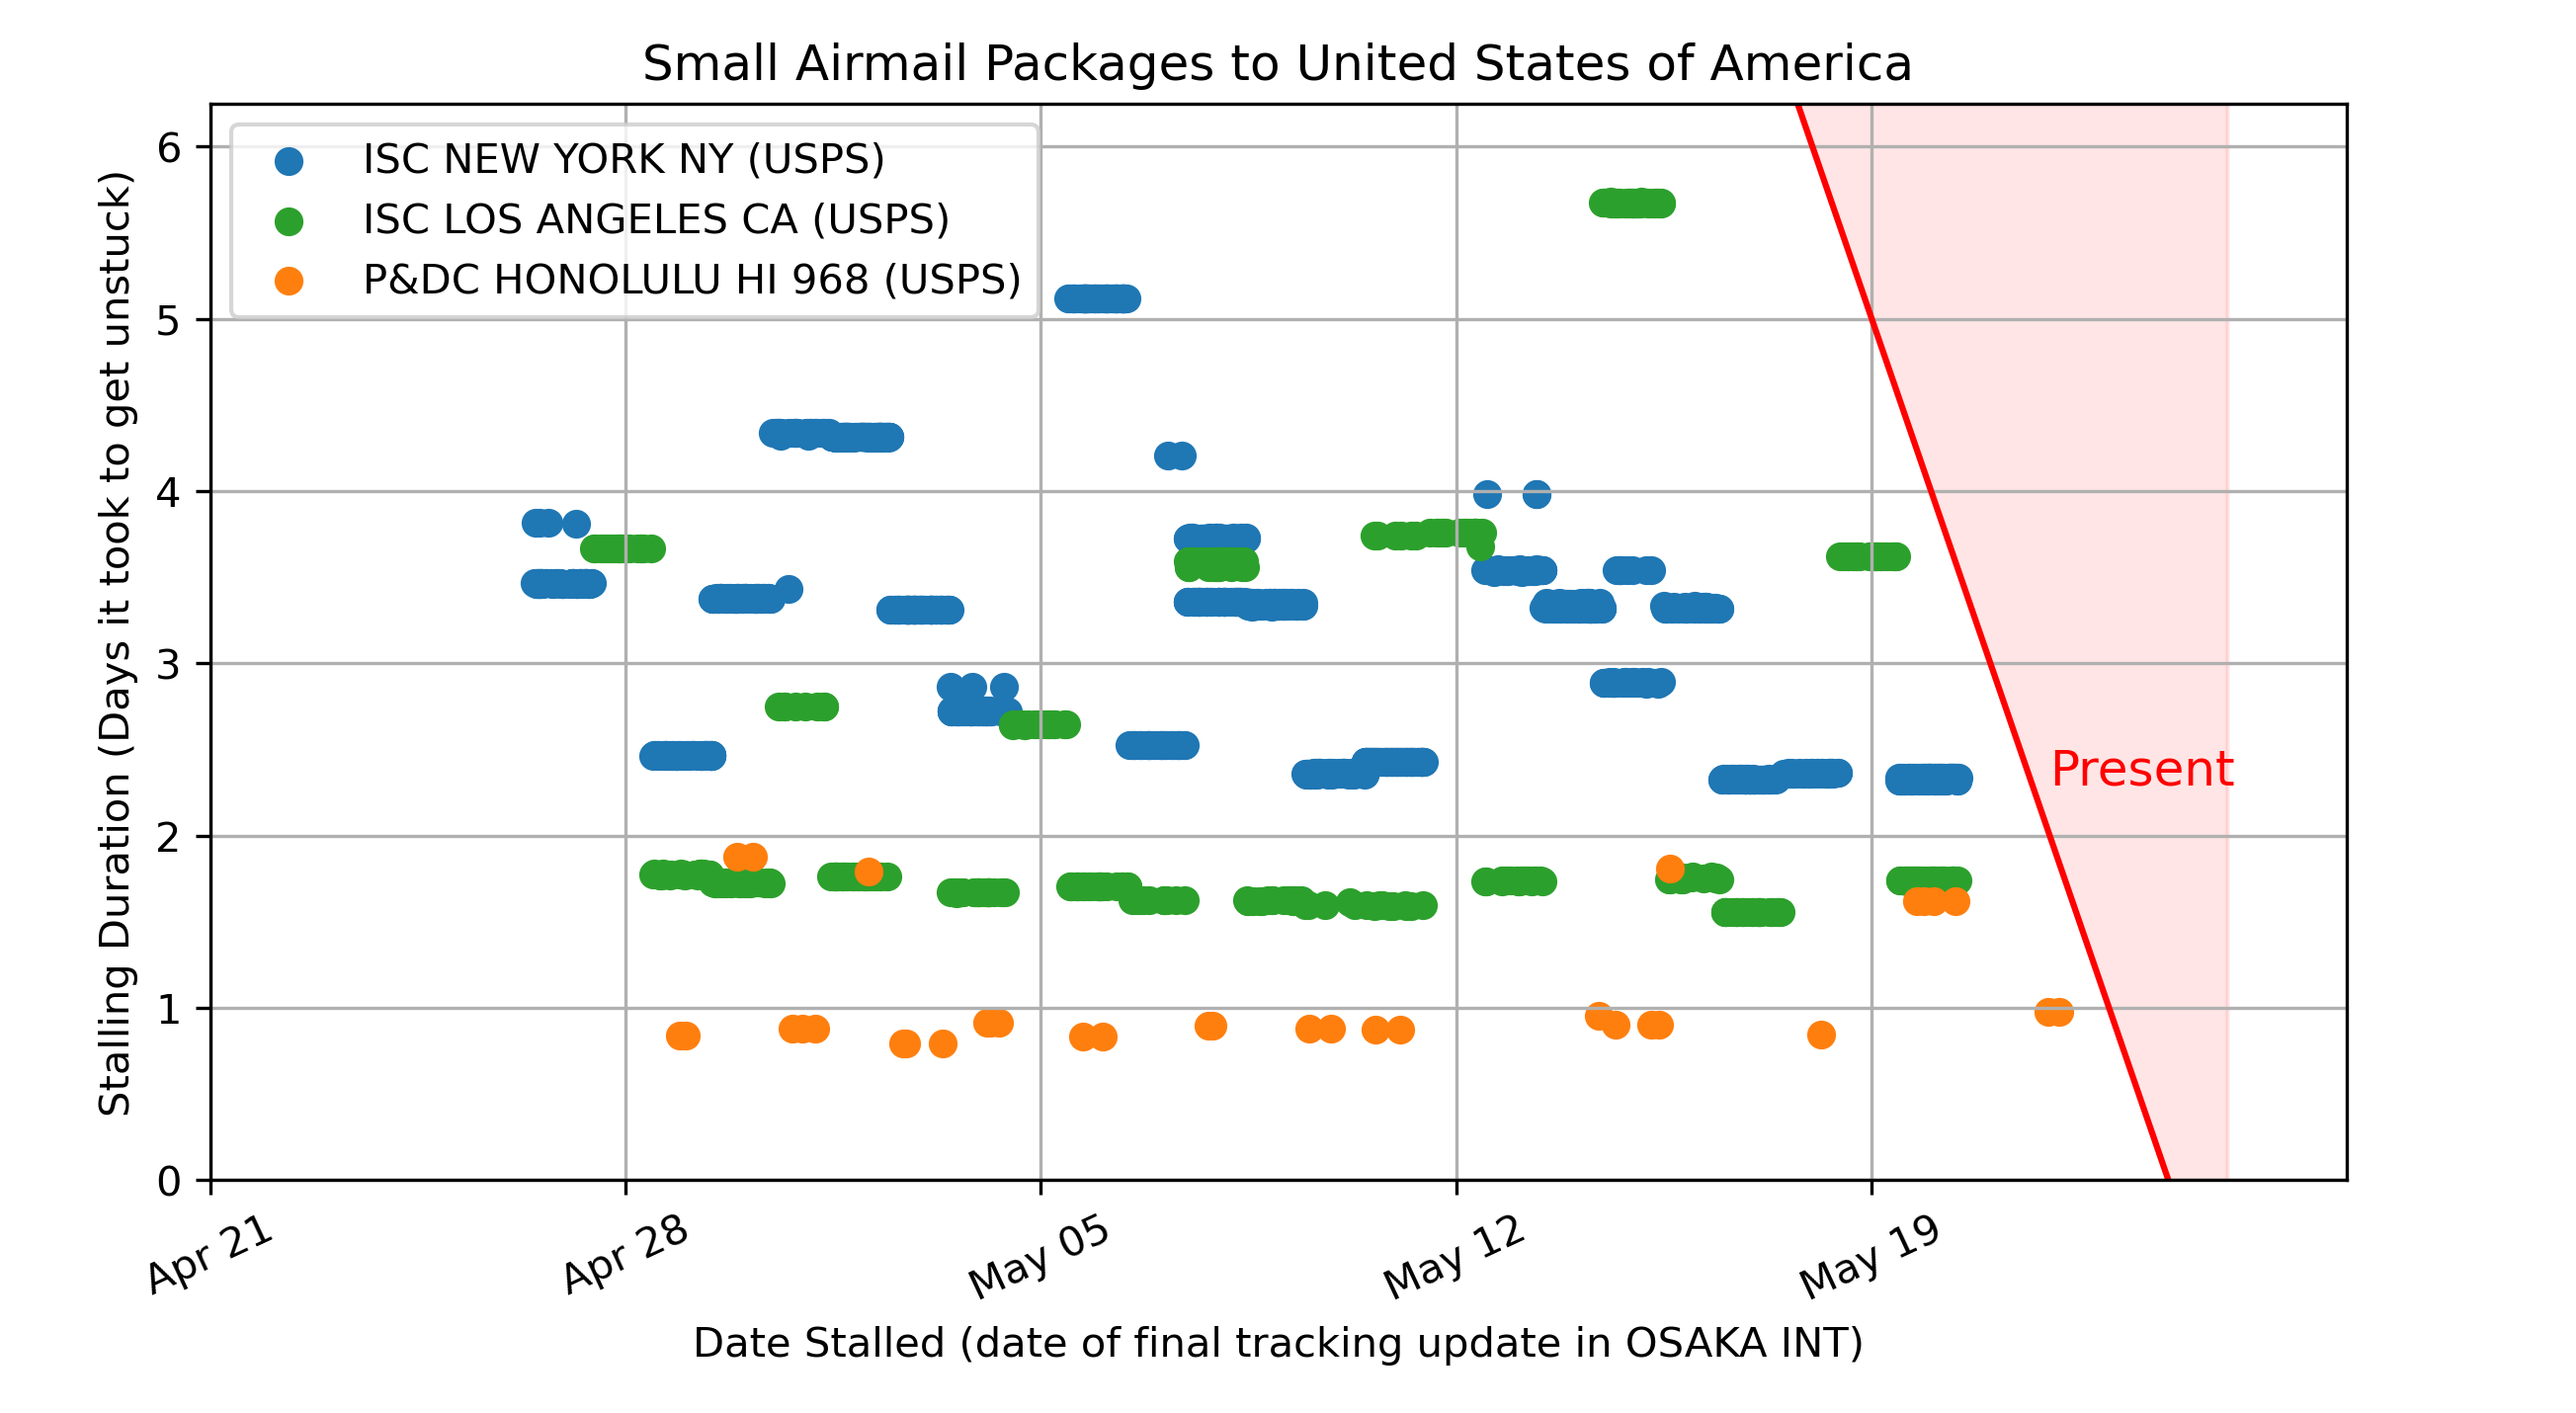 Small Airmail Packages to United States of America
ISC NEW YORK NY (USPS)
ISC LOS ANGELES CA (USPS)
P&DC HONOLULU HI 968 (USPS)
Stalling Duration (Days it took to get unstuck)
6
5
4
3
2
1
0
Present
Apr 21
Apr 28
May 05
May 12
May 19
Date Stalled (date of final tracking update in OSAKA INT)